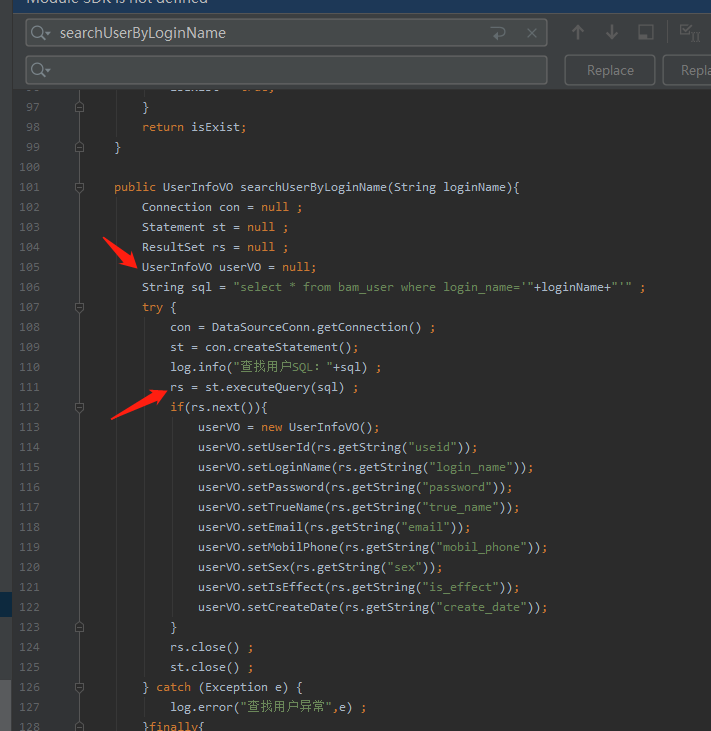 Module SDK is not defined
searchUserByLoginName
Replace
97 }
98 return isExist;
99 }
100
101 public UserInfoVO searchUserByLoginName(String loginName){
102 Connection con = null ;
103 Statement st = null ;
104 ResultSet rs = null ;
105 UserInfoVO userVO = null;
106 String sql = "select * from bam_user where login_name='"+loginName+"'" ;
107 try {
108 con = DataSourceConn.getConnection() ;
109 st = con.createStatement();
110 log.info("查找用户SQL："+sql) ;
111 rs = st.executeQuery(sql) ;
112 if(rs.next()){
113 userVO = new UserInfoVO();
114 userVO.setUserId(rs.getString("useid"));
115 userVO.setLoginName(rs.getString("login_name"));
116 userVO.setPassword(rs.getString("password"));
117 userVO.setTrueName(rs.getString("true_name"));
118 userVO.setEmail(rs.getString("email"));
119 userVO.setMobilPhone(rs.getString("mobil_phone"));
120 userVO.setSex(rs.getString("sex"));
121 userVO.setIsEffect(rs.getString("is_effect"));
122 userVO.setCreateDate(rs.getString("create_date"));
123 }
124 rs.close() ;
125 st.close() ;
126 } catch (Exception e) {
127 log.error("查找用户异常",e) ;
128 }finally{